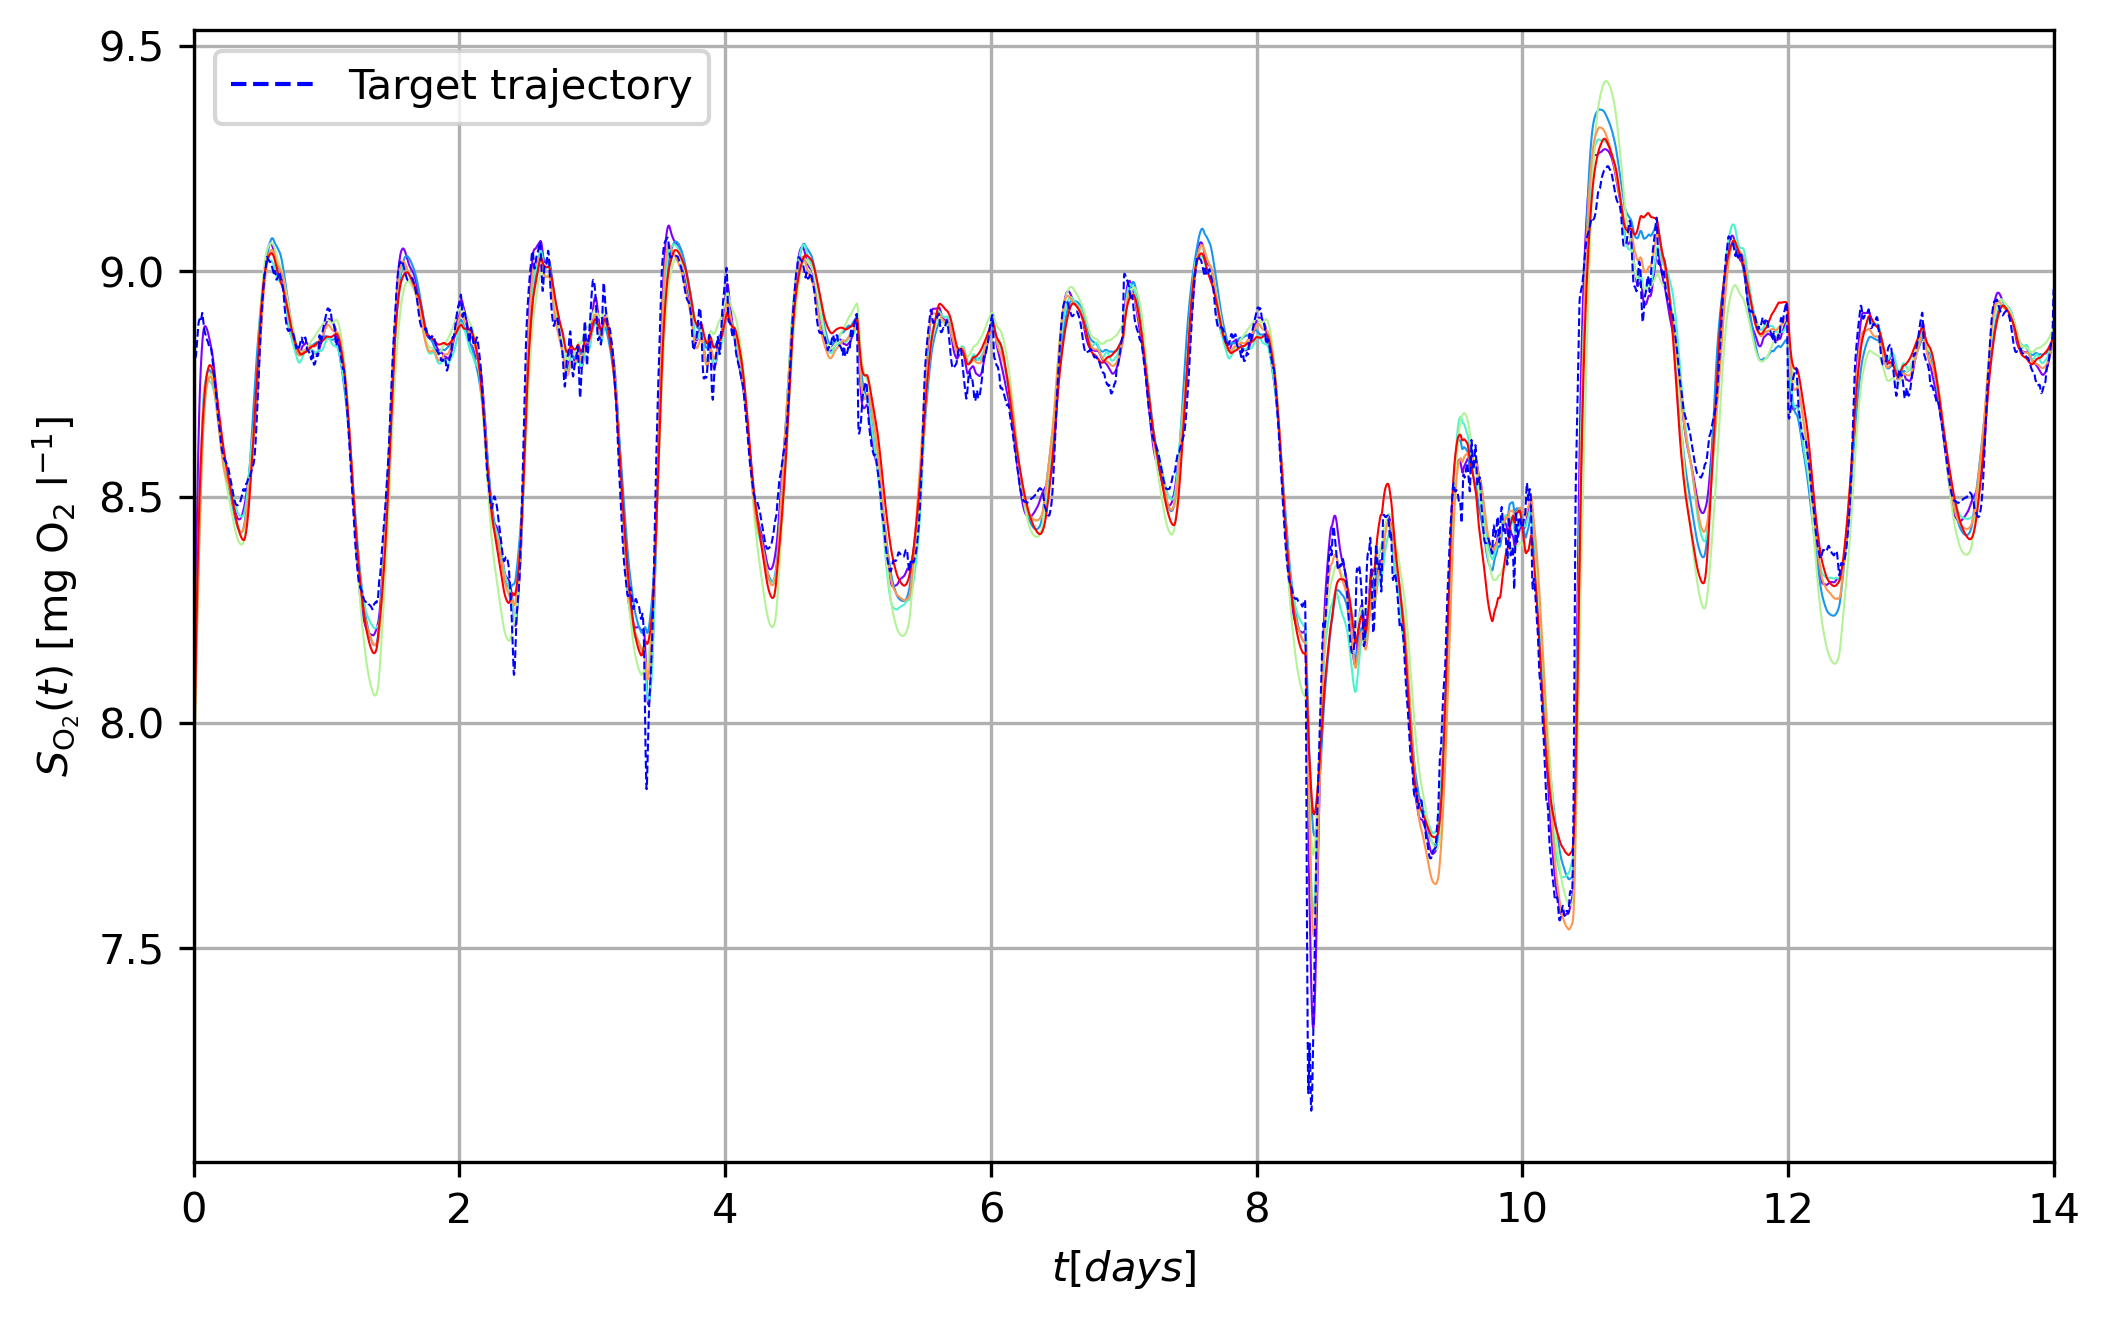 Target trajectory
9.5
9.0
8.5
8.0
7.5
S_{O_2}(t) [mg O_2 l^{-1}]
0 2 4 6 8 10 12 14
t[days]